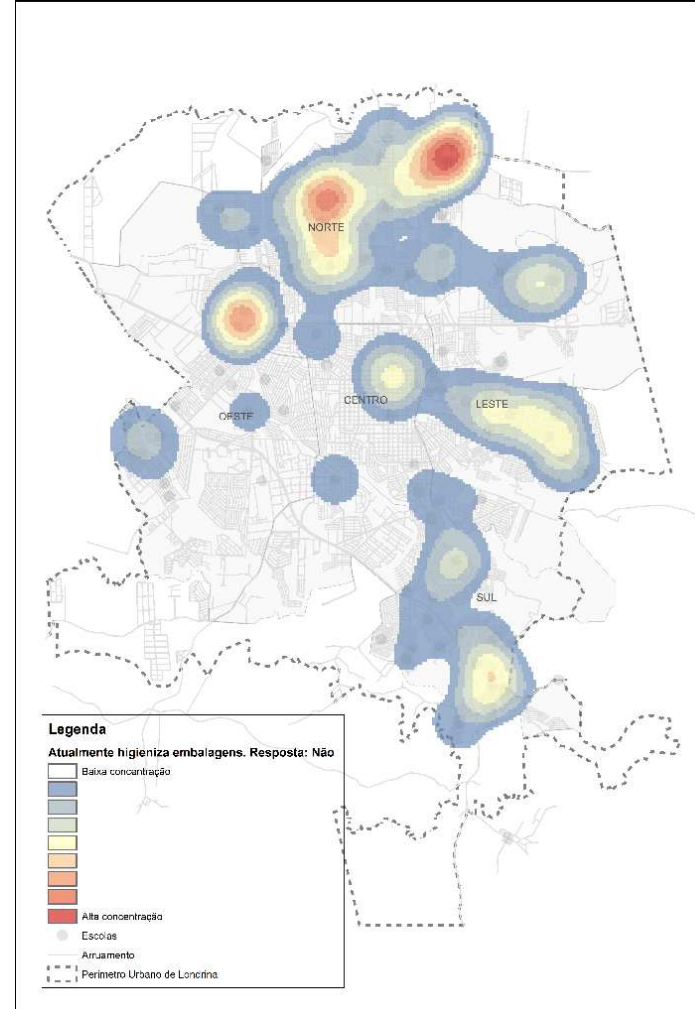 NORTE
CENTRO
LESTE
OESTE
SUL
Legenda
Atualmente higieniza embalagens. Resposta: Não
Baixa concentração
Alta concentração
Escolas
Arruamento
Perimetro Urbano de Londrina